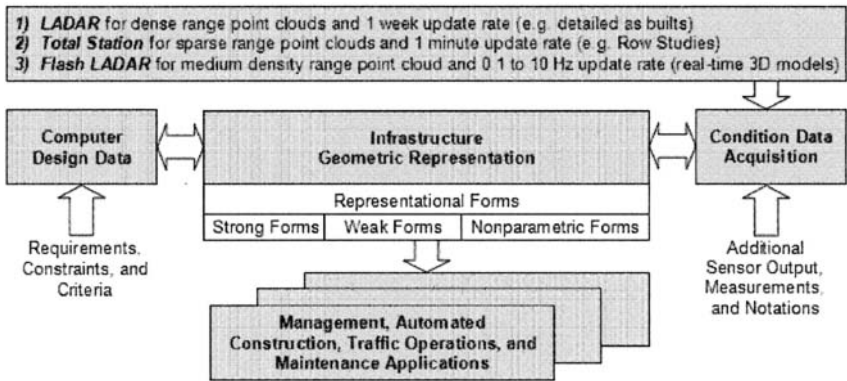 1) LADAR for dense range point clouds and 1 week update rate (e.g. detailed as builts)
2) Total Station for sparse range point clouds and 1 minute update rate (e.g. Row Studies)
3) Flash LADAR for medium density range point cloud and 0.1 to 10 Hz update rate (real-time 3D models)
Computer
Design Data
Infrastructure
Geometric Representation
Condition Data
Acquisition
Representational Forms
Strong Forms
Weak Forms
Nonparametric Forms
Requirements,
Constraints, and
Criteria
Additional
Sensor Output,
Measurements,
and Notations
Management, Automated
Construction, Traffic Operations, and
Maintenance Applications